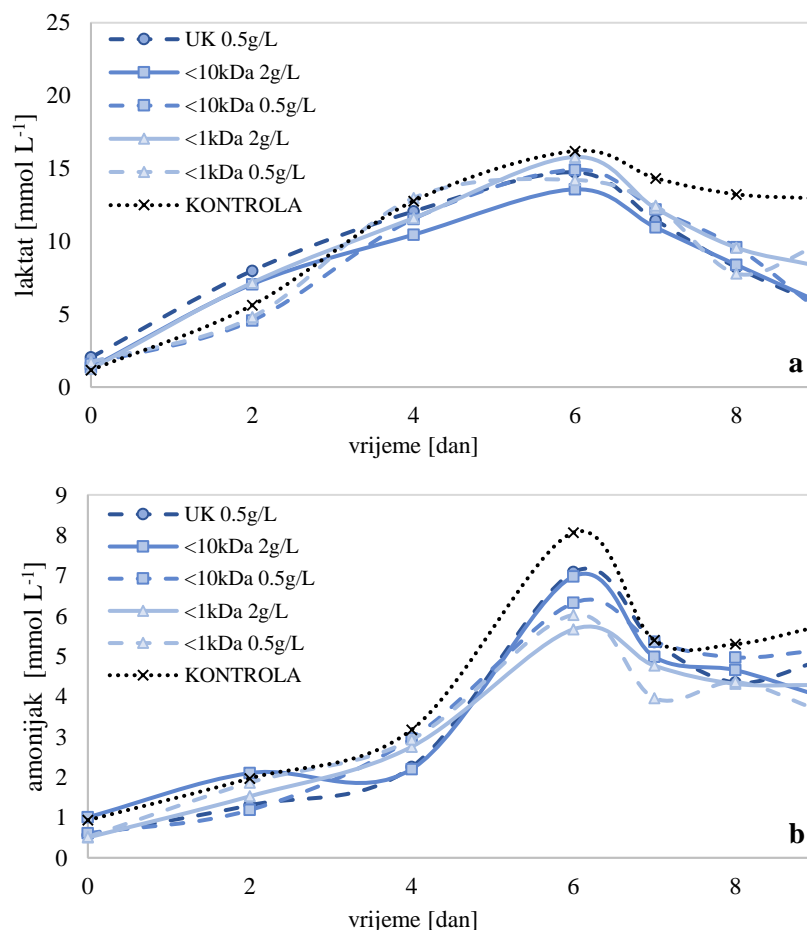 25
20
15
10
5
0
laktat [mmol L⁻¹]
UK 0.5g/L
<10kDa 2g/L
<10kDa 0.5g/L
<1kDa 2g/L
<1kDa 0.5g/L
KONTROLA
a
0 2 4 6 8
vrijeme [dan]
9
8
7
6
5
4
3
2
1
0
amonijak [mmol L⁻¹]
UK 0.5g/L
<10kDa 2g/L
<10kDa 0.5g/L
<1kDa 2g/L
<1kDa 0.5g/L
KONTROLA
b
0 2 4 6 8
vrijeme [dan]